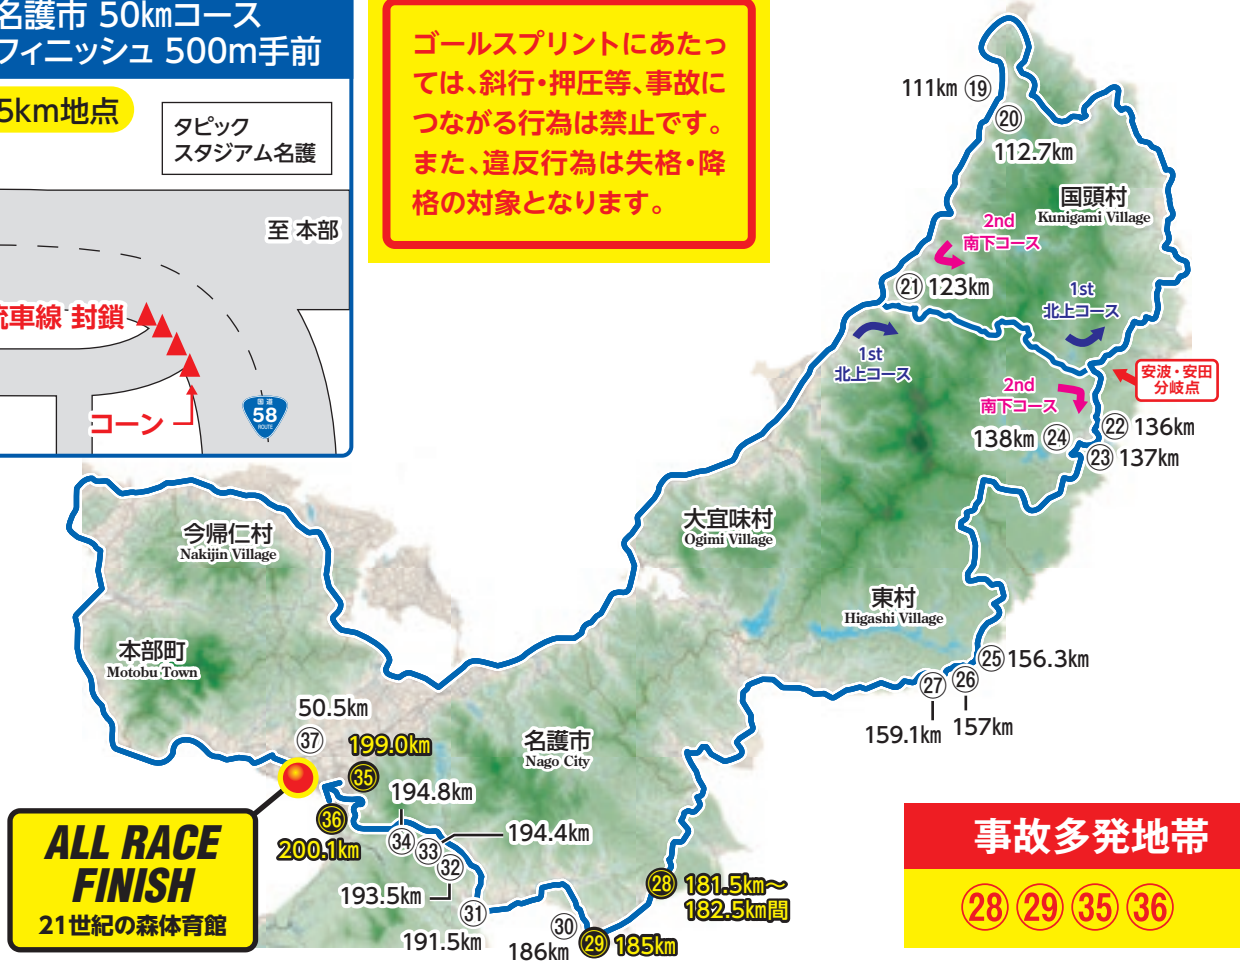 名護市 50kmコース
フィニッシュ 500m手前
5km地点
タピック
スタジアム名護
至 本部
車線 封鎖
コーン
国道
58
ROUTE
ゴールスプリントにあたっ
ては、斜行・押圧等、事故に
つながる行為は禁止です。
また、違反行為は失格・降
格の対象となります。
111km ⑲
⑳
112.7km
国頭村
Kunigami Village
2nd
南下コース
㉑ 123km
1st
北上コース
1st
北上コース
安波・安田
分岐点
2nd
南下コース
138km ㉔
㉒ 136km
㉓ 137km
今帰仁村
Nakijin Village
大宜味村
Ogimi Village
東村
Higashi Village
本部町
Motobu Town
㉕ 156.3km
㉖
157km
㉗
159.1km
50.5km
㊲
名護市
Nago City
199.0km
㉟
194.8km
㊱
200.1km
㉞
㉝
194.4km
㉜
193.5km
㉛
191.5km
㉚
186km
㉙ 185km
㉘ 181.5km〜
182.5km間
ALL RACE
FINISH
21世紀の森体育館
事故多発地帯
㉘ ㉙ ㉟ ㊱